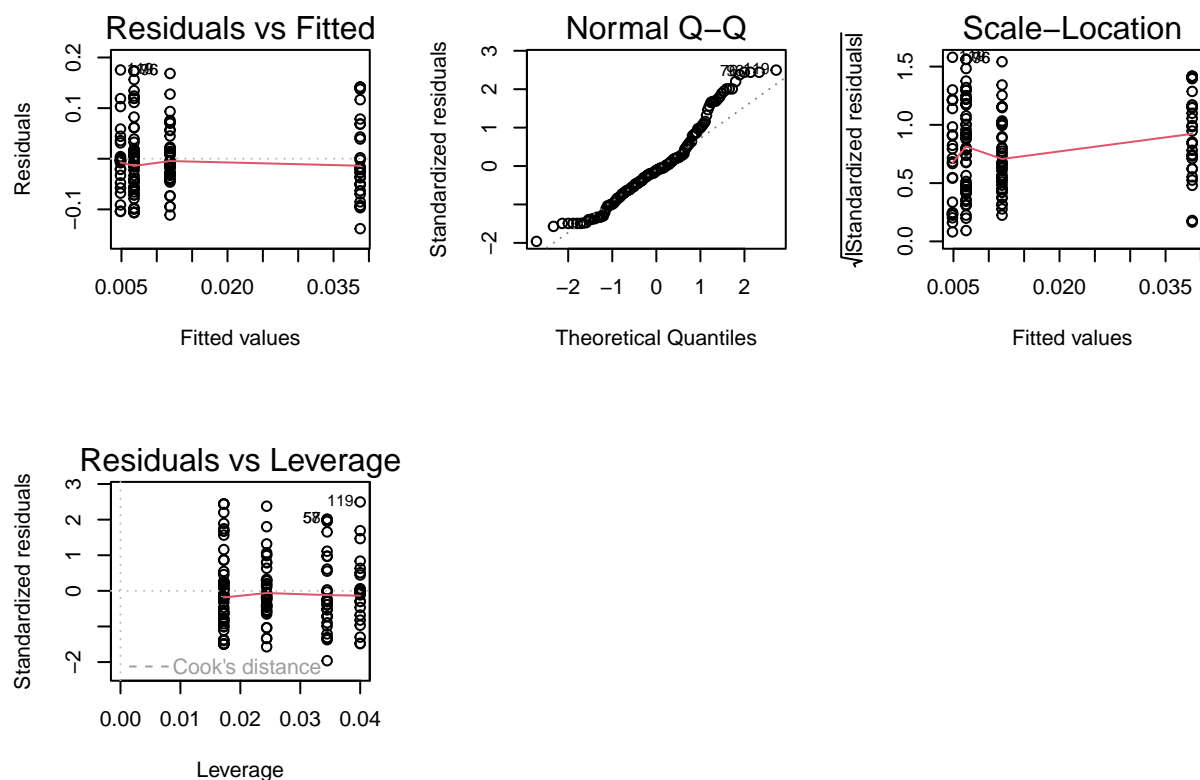 Residuals vs Fitted
Residuals
0.2
0.1
−0.1
0.005
0.020
0.035
Fitted values
Normal Q−Q
Standardized residuals
3
2
1
0
−2
119
−2
−1
0
1
2
Theoretical Quantiles
Scale−Location
√|Standardized residuals|
1.5
1.0
0.5
0.0
0.005
0.020
0.035
Fitted values
Residuals vs Leverage
Standardized residuals
3
2
1
0
−2
119
Cook's distance
0.00
0.01
0.02
0.03
0.04
Leverage